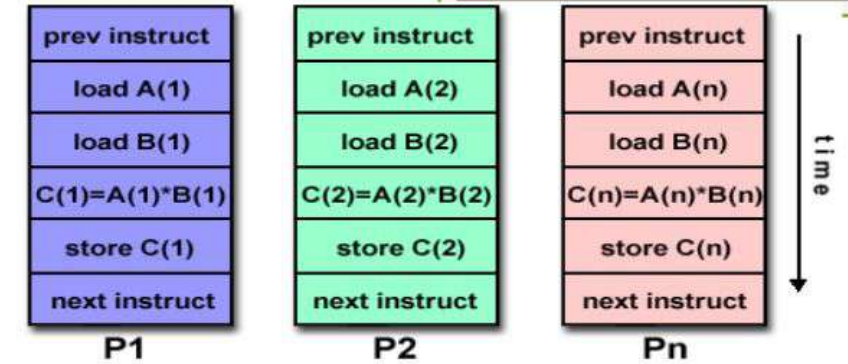 prev instruct
load A(1)
load B(1)
C(1)=A(1)*B(1)
store C(1)
next instruct
P1
prev instruct
load A(2)
load B(2)
C(2)=A(2)*B(2)
store C(2)
next instruct
P2
prev instruct
load A(n)
load B(n)
C(n)=A(n)*B(n)
store C(n)
next instruct
Pn
time